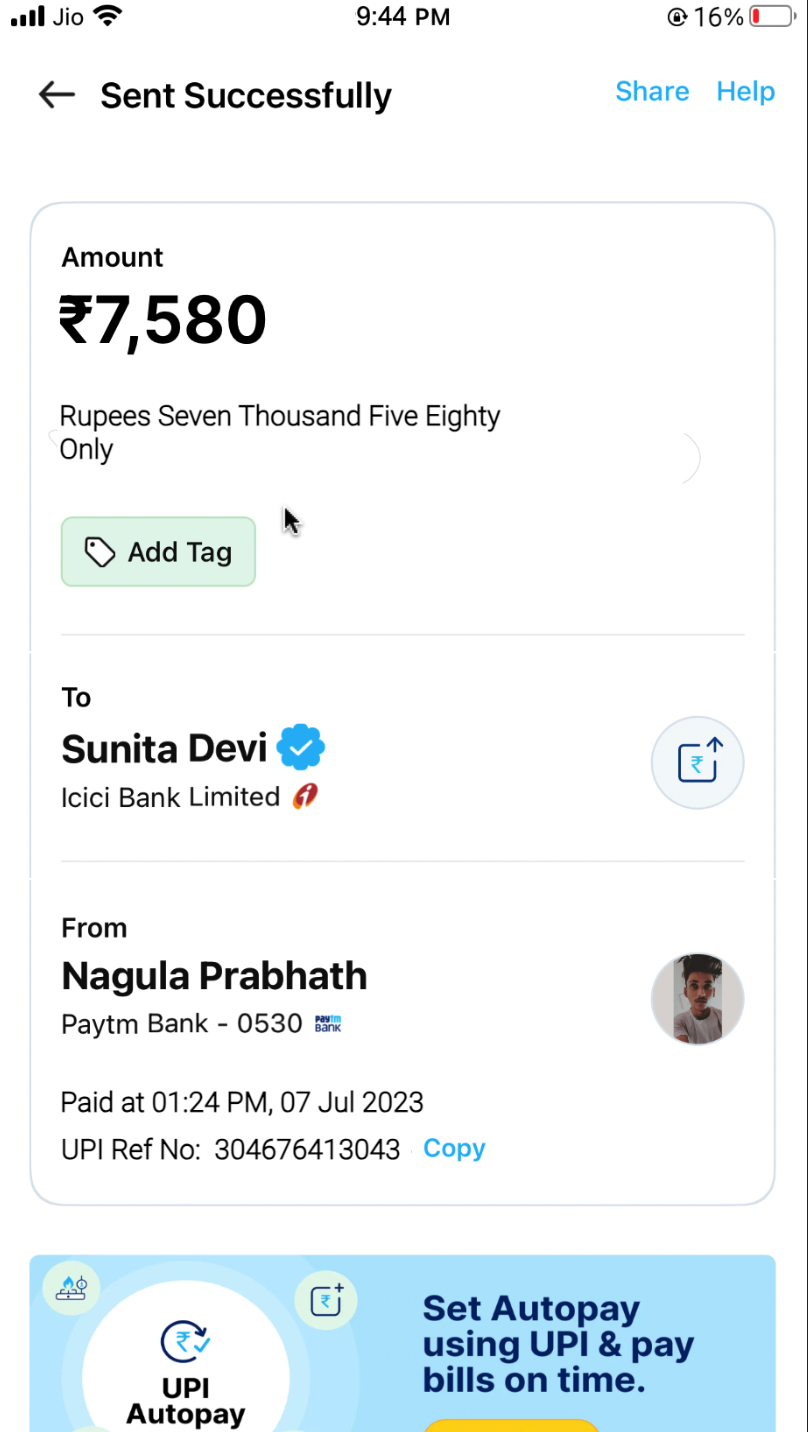 Jio 9:44 PM 16%
Sent Successfully Share Help
Amount
₹7,580
Rupees Seven Thousand Five Eighty
Only
Add Tag
To
Sunita Devi
Icici Bank Limited
From
Nagula Prabhath
Paytm Bank - 0530 paytm BANK
Paid at 01:24 PM, 07 Jul 2023
UPI Ref No: 304676413043 Copy
Set Autopay
using UPI & pay
bills on time.
UPI
Autopay